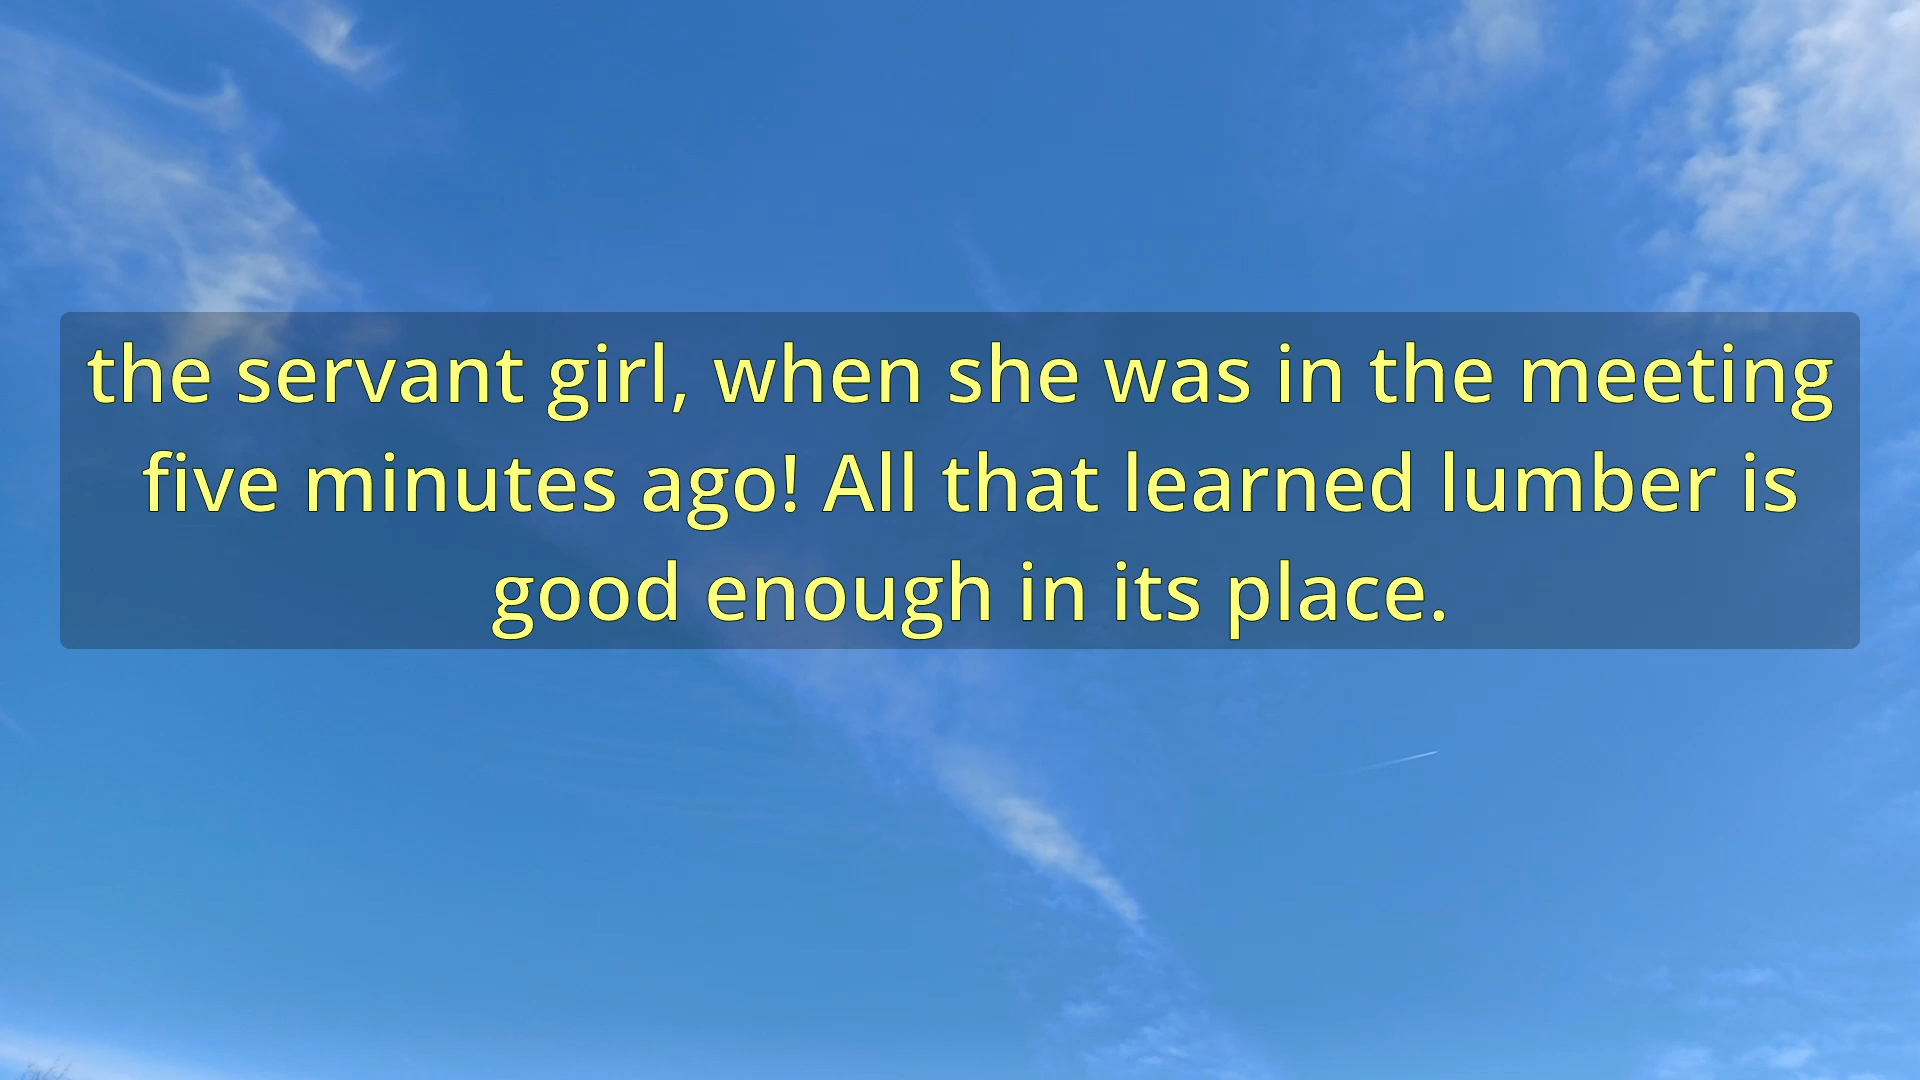 the servant girl, when she was in the meeting
five minutes ago! All that learned lumber is
good enough in its place.